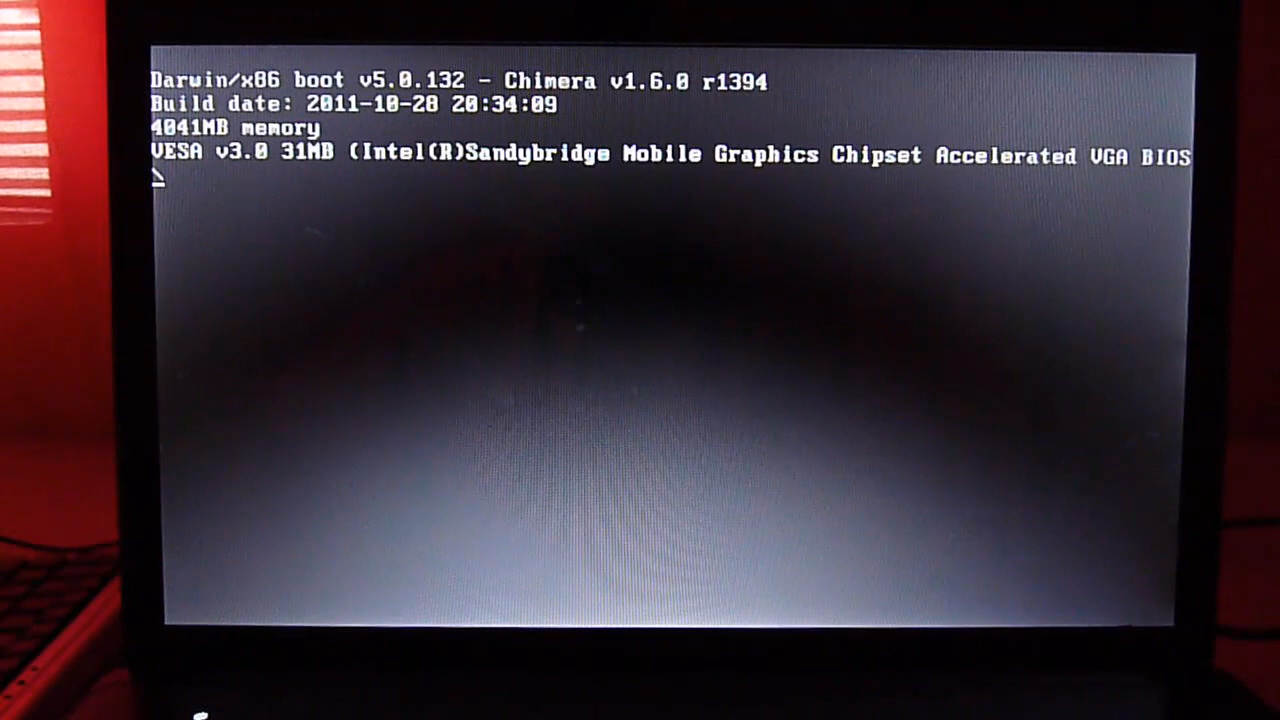 Darwin/x86 boot v5.0.132 - Chimera v1.6.0 r1394
Build date: 2011-10-28 20:34:09
4041MB memory
VESA v3.0 31MB (Intel(R)Sandybridge Mobile Graphics Chipset Accelerated VGA BIOS